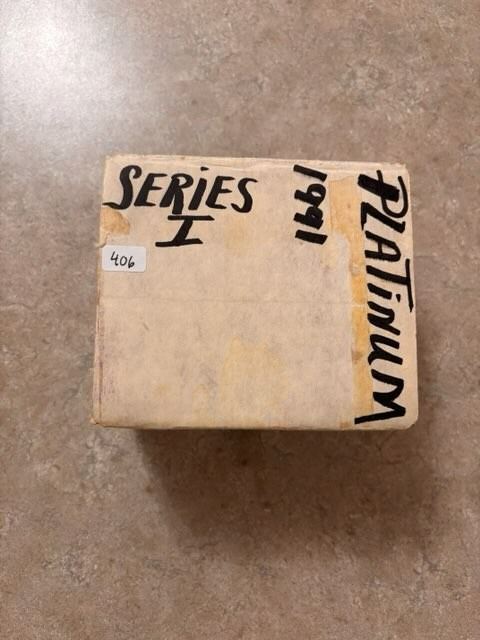 SERiES
I
1991
PLATiNUM
406